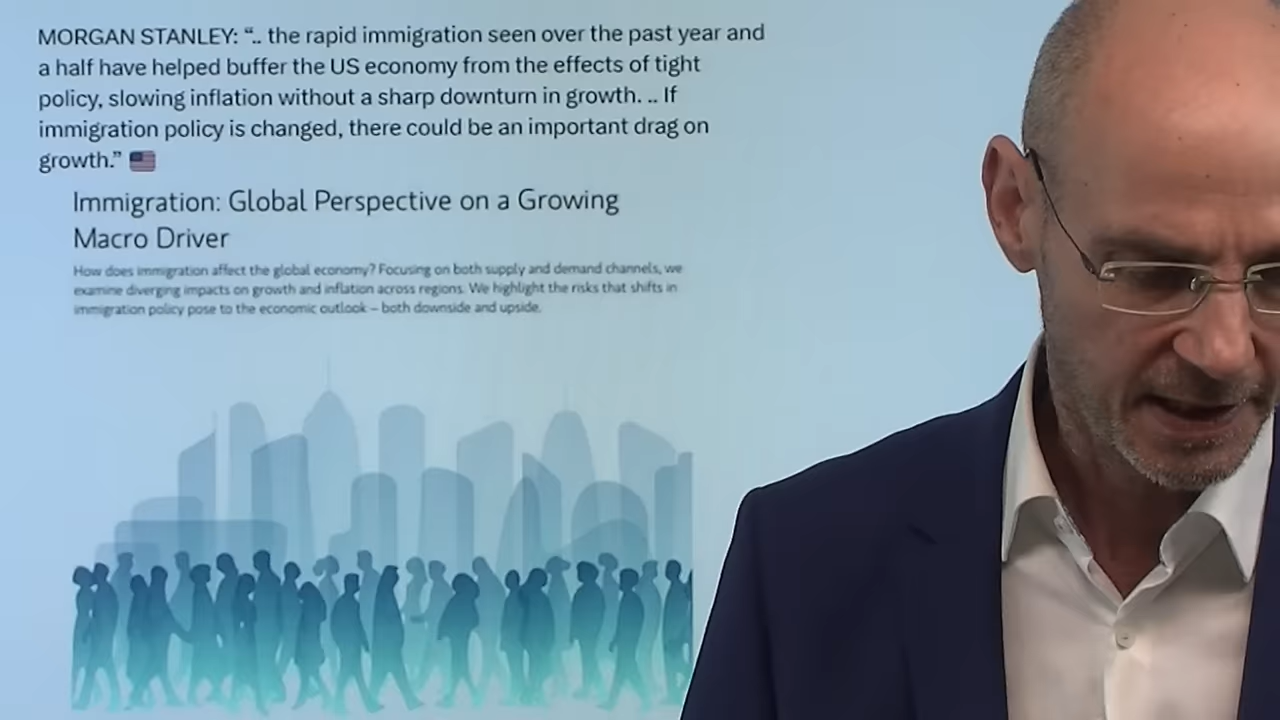 MORGAN STANLEY: “.. the rapid immigration seen over the past year and
a half have helped buffer the US economy from the effects of tight
policy, slowing inflation without a sharp downturn in growth. .. If
immigration policy is changed, there could be an important drag on
growth.” 🇺🇸
Immigration: Global Perspective on a Growing
Macro Driver
How does immigration affect the global economy? Focusing on both supply and demand channels, we
examine diverging impacts on growth and inflation across regions. We highlight the risks that shifts in
immigration policy pose to the economic outlook – both downside and upside.